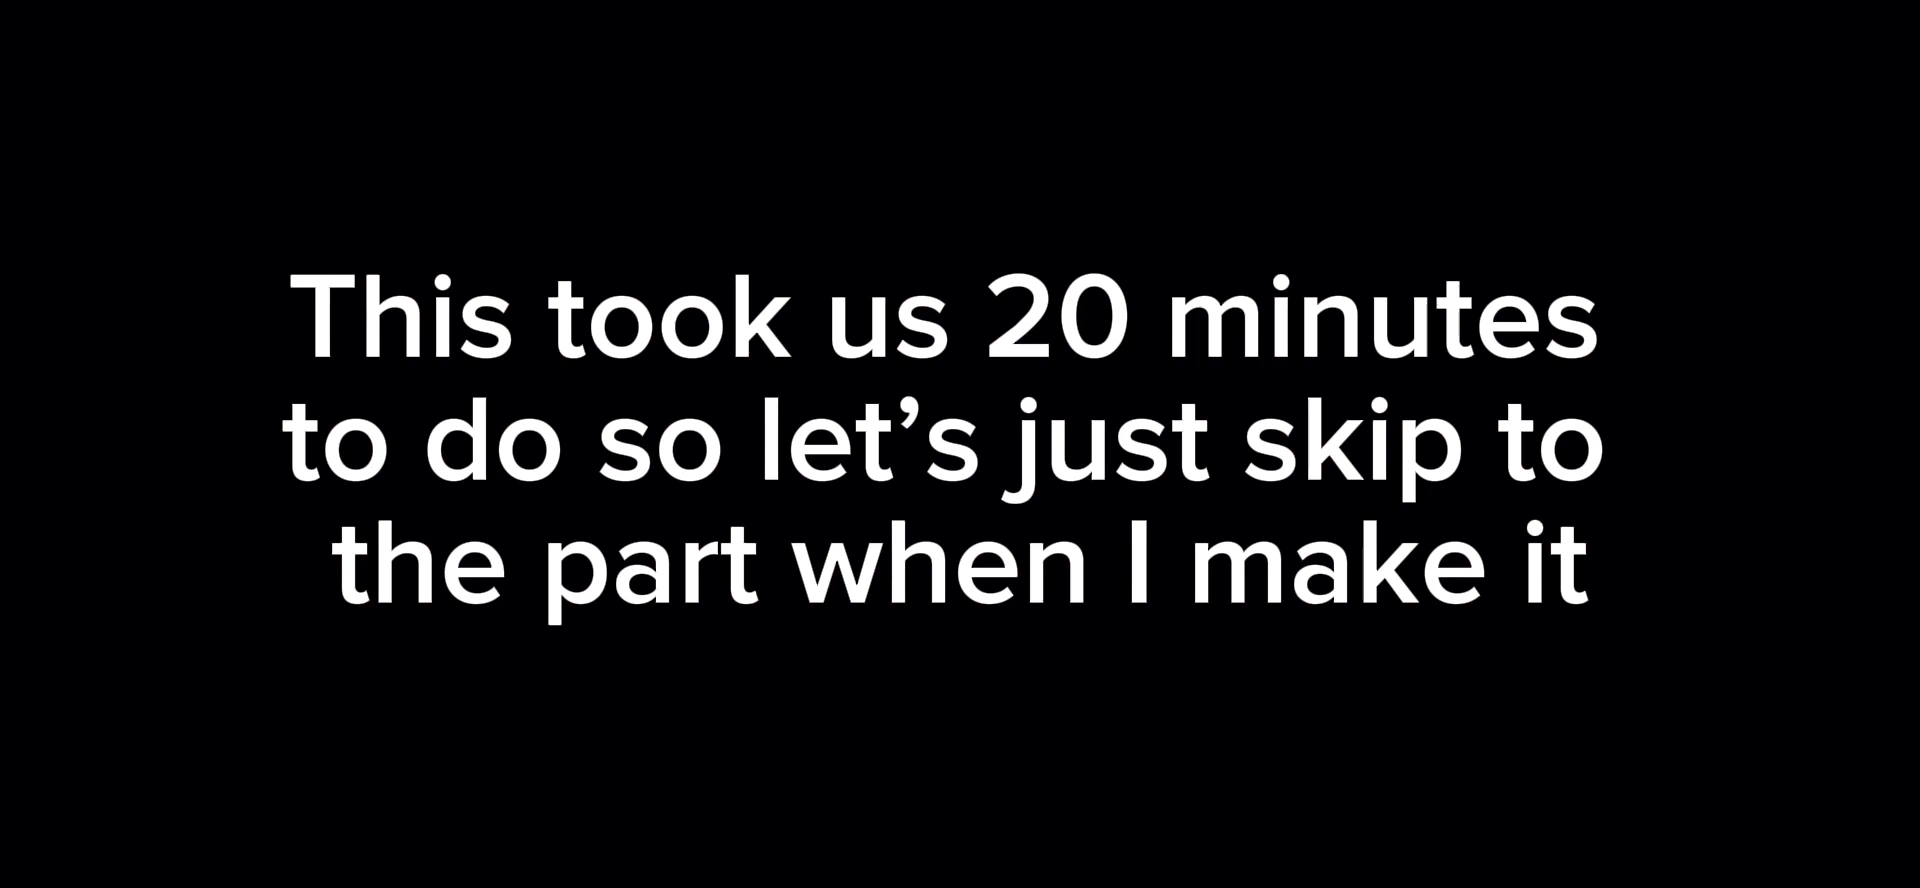 This took us 20 minutes
to do so let’s just skip to
the part when I make it